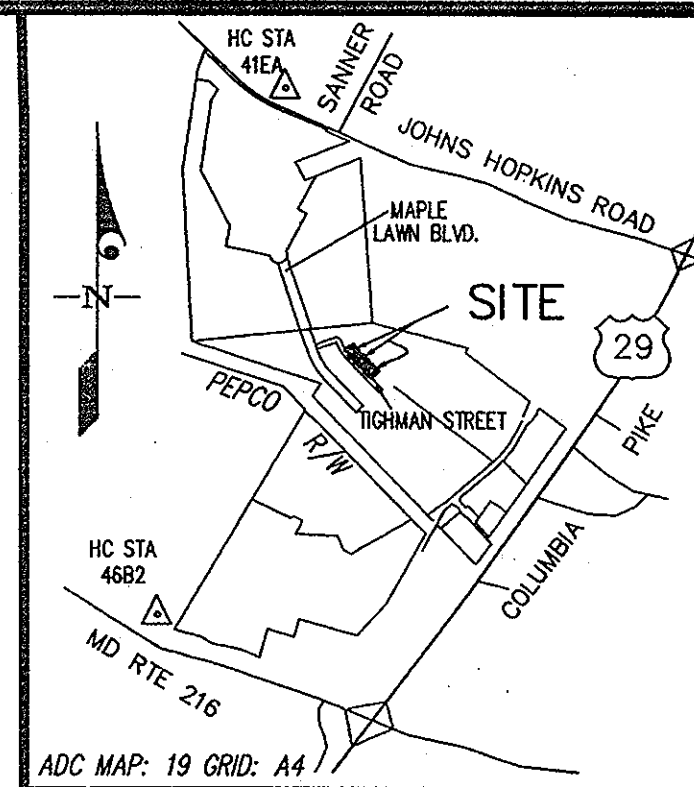 HC STA
41EA
SANNER
ROAD
JOHNS HOPKINS ROAD
MAPLE
LAWN BLVD.
N
SITE
29
PEPCO
R/W
TIGHMAN STREET
PIKE
COLUMBIA
HC STA
46B2
MD RTE 216
ADC MAP: 19 GRID: A4